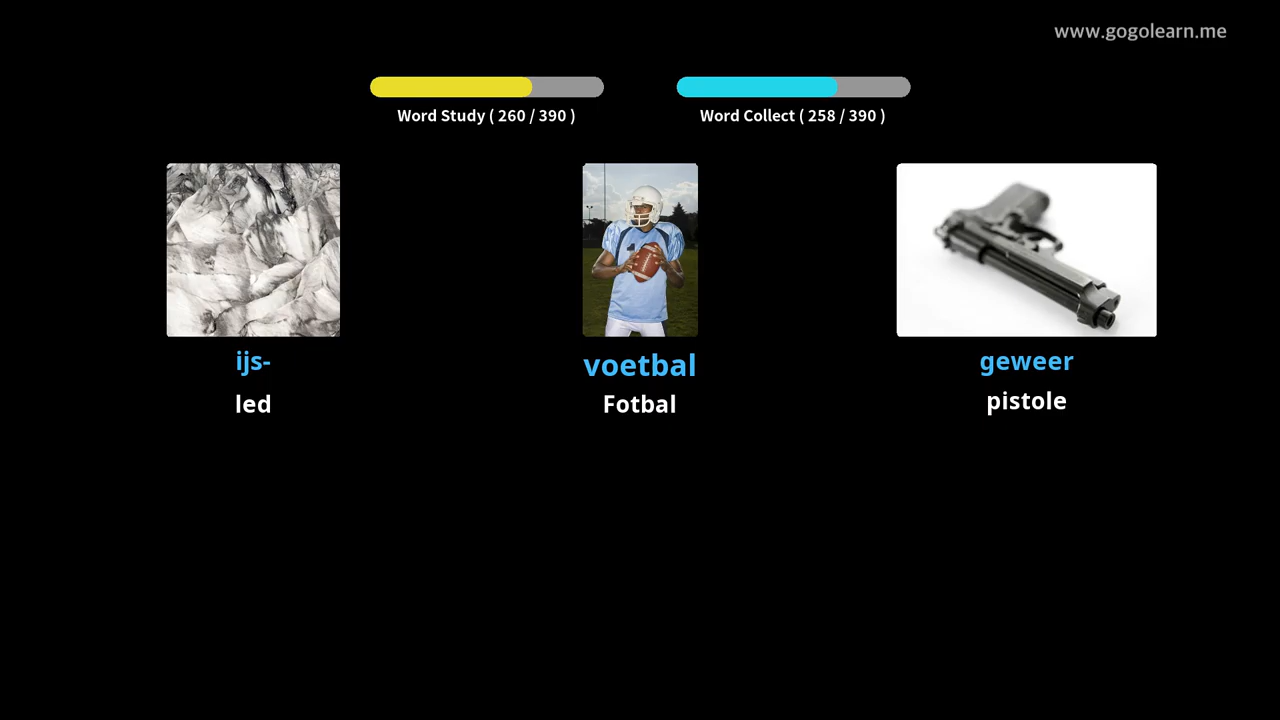 www.gogolearn.me
Word Study ( 260 / 390 )
Word Collect ( 258 / 390 )
ijs-
led
voetbal
Fotbal
geweer
pistole